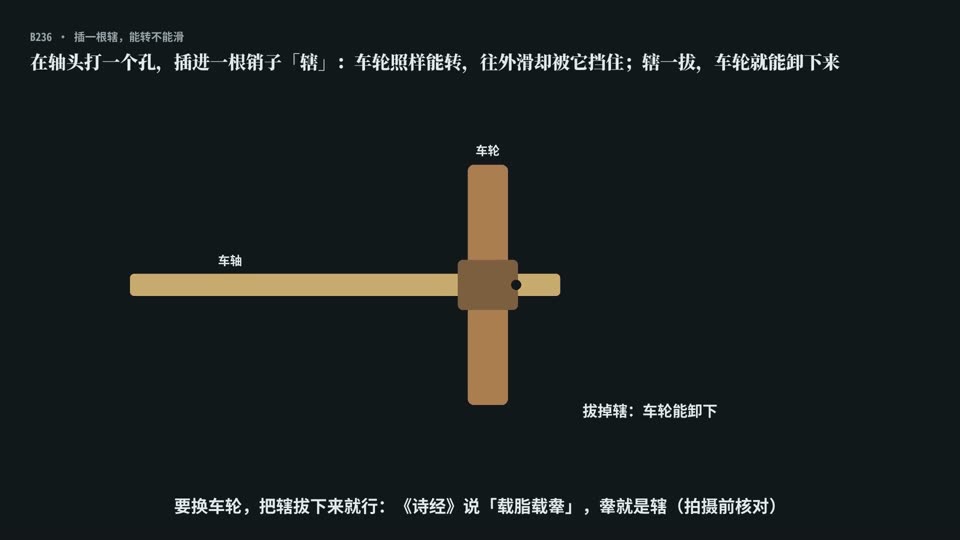 B236 · 插一根辖，能转不能滑
在轴头打一个孔，插进一根销子「辖」：车轮照样能转，往外滑却被它挡住；辖一拔，车轮就能卸下来
车轮
车轴
拔掉辖：车轮能卸下
要换车轮，把辖拔下来就行：《诗经》说「载脂载舝」，舝就是辖（拍摄前核对）